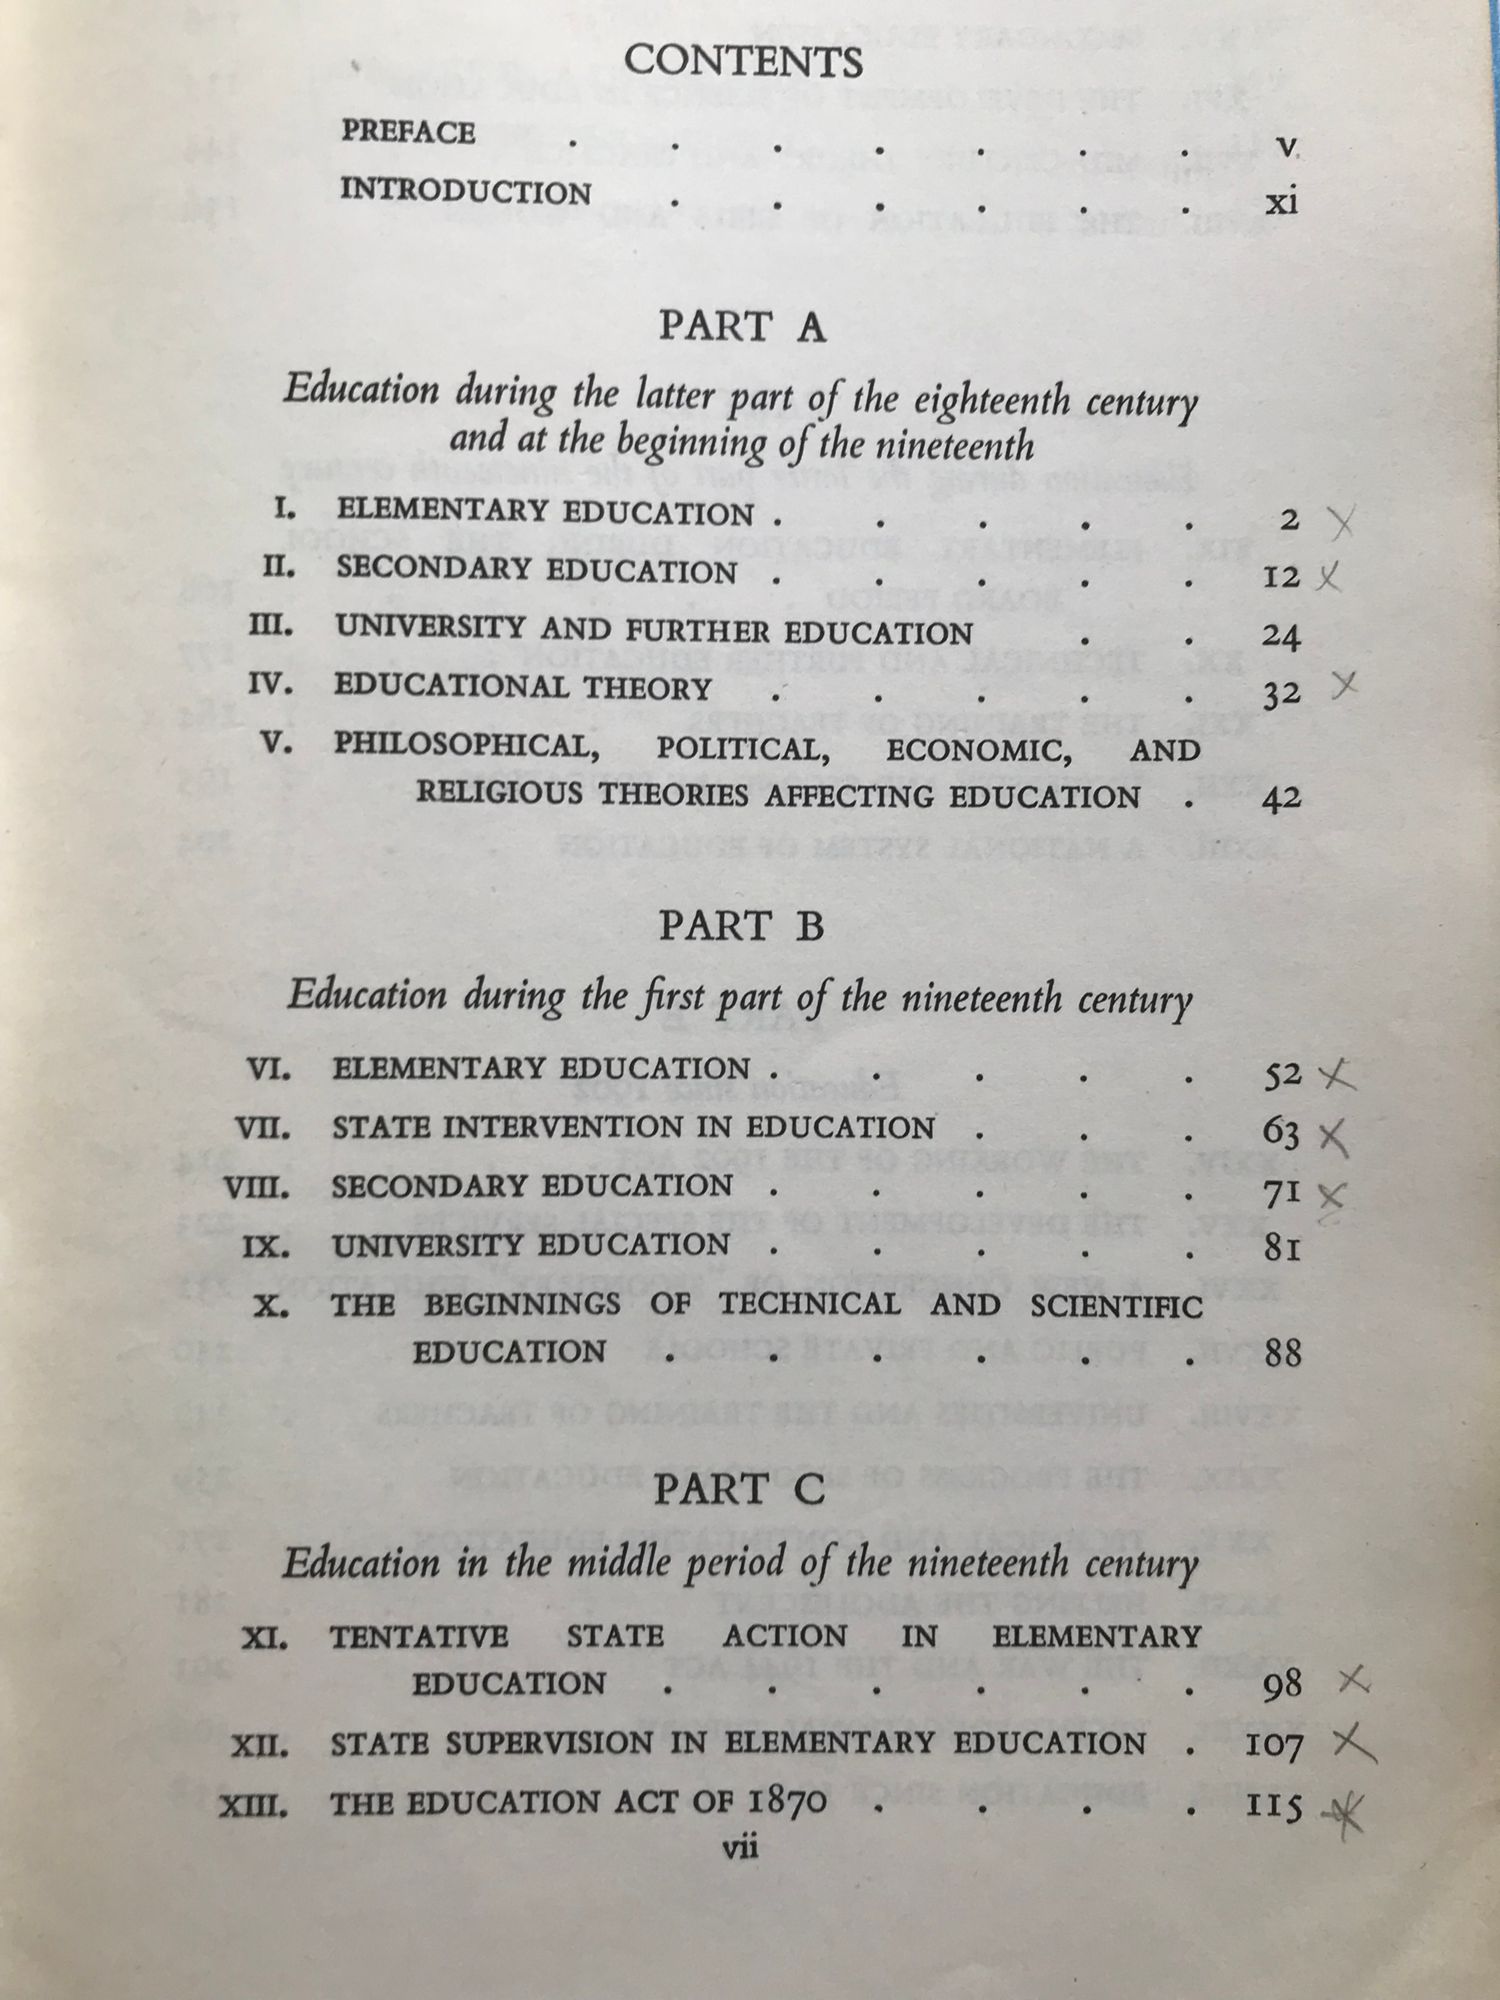 CONTENTS
PREFACE . . . . . . . v
INTRODUCTION . . . . . . xi
PART A
Education during the latter part of the eighteenth century
and at the beginning of the nineteenth
I. ELEMENTARY EDUCATION . . . . . 2 X
II. SECONDARY EDUCATION . . . . . 12 X
III. UNIVERSITY AND FURTHER EDUCATION . . 24
IV. EDUCATIONAL THEORY . . . . . 32 X
V. PHILOSOPHICAL, POLITICAL, ECONOMIC, AND
RELIGIOUS THEORIES AFFECTING EDUCATION . 42
PART B
Education during the first part of the nineteenth century
VI. ELEMENTARY EDUCATION . . . . . 52 X
VII. STATE INTERVENTION IN EDUCATION . . . 63 X
VIII. SECONDARY EDUCATION . . . . . 71 X
IX. UNIVERSITY EDUCATION . . . . . 81
X. THE BEGINNINGS OF TECHNICAL AND SCIENTIFIC
EDUCATION . . . . . . 88
PART C
Education in the middle period of the nineteenth century
XI. TENTATIVE STATE ACTION IN ELEMENTARY
EDUCATION . . . . . . 98 X
XII. STATE SUPERVISION IN ELEMENTARY EDUCATION . 107 X
XIII. THE EDUCATION ACT OF 1870 . . . . 115 X
vii